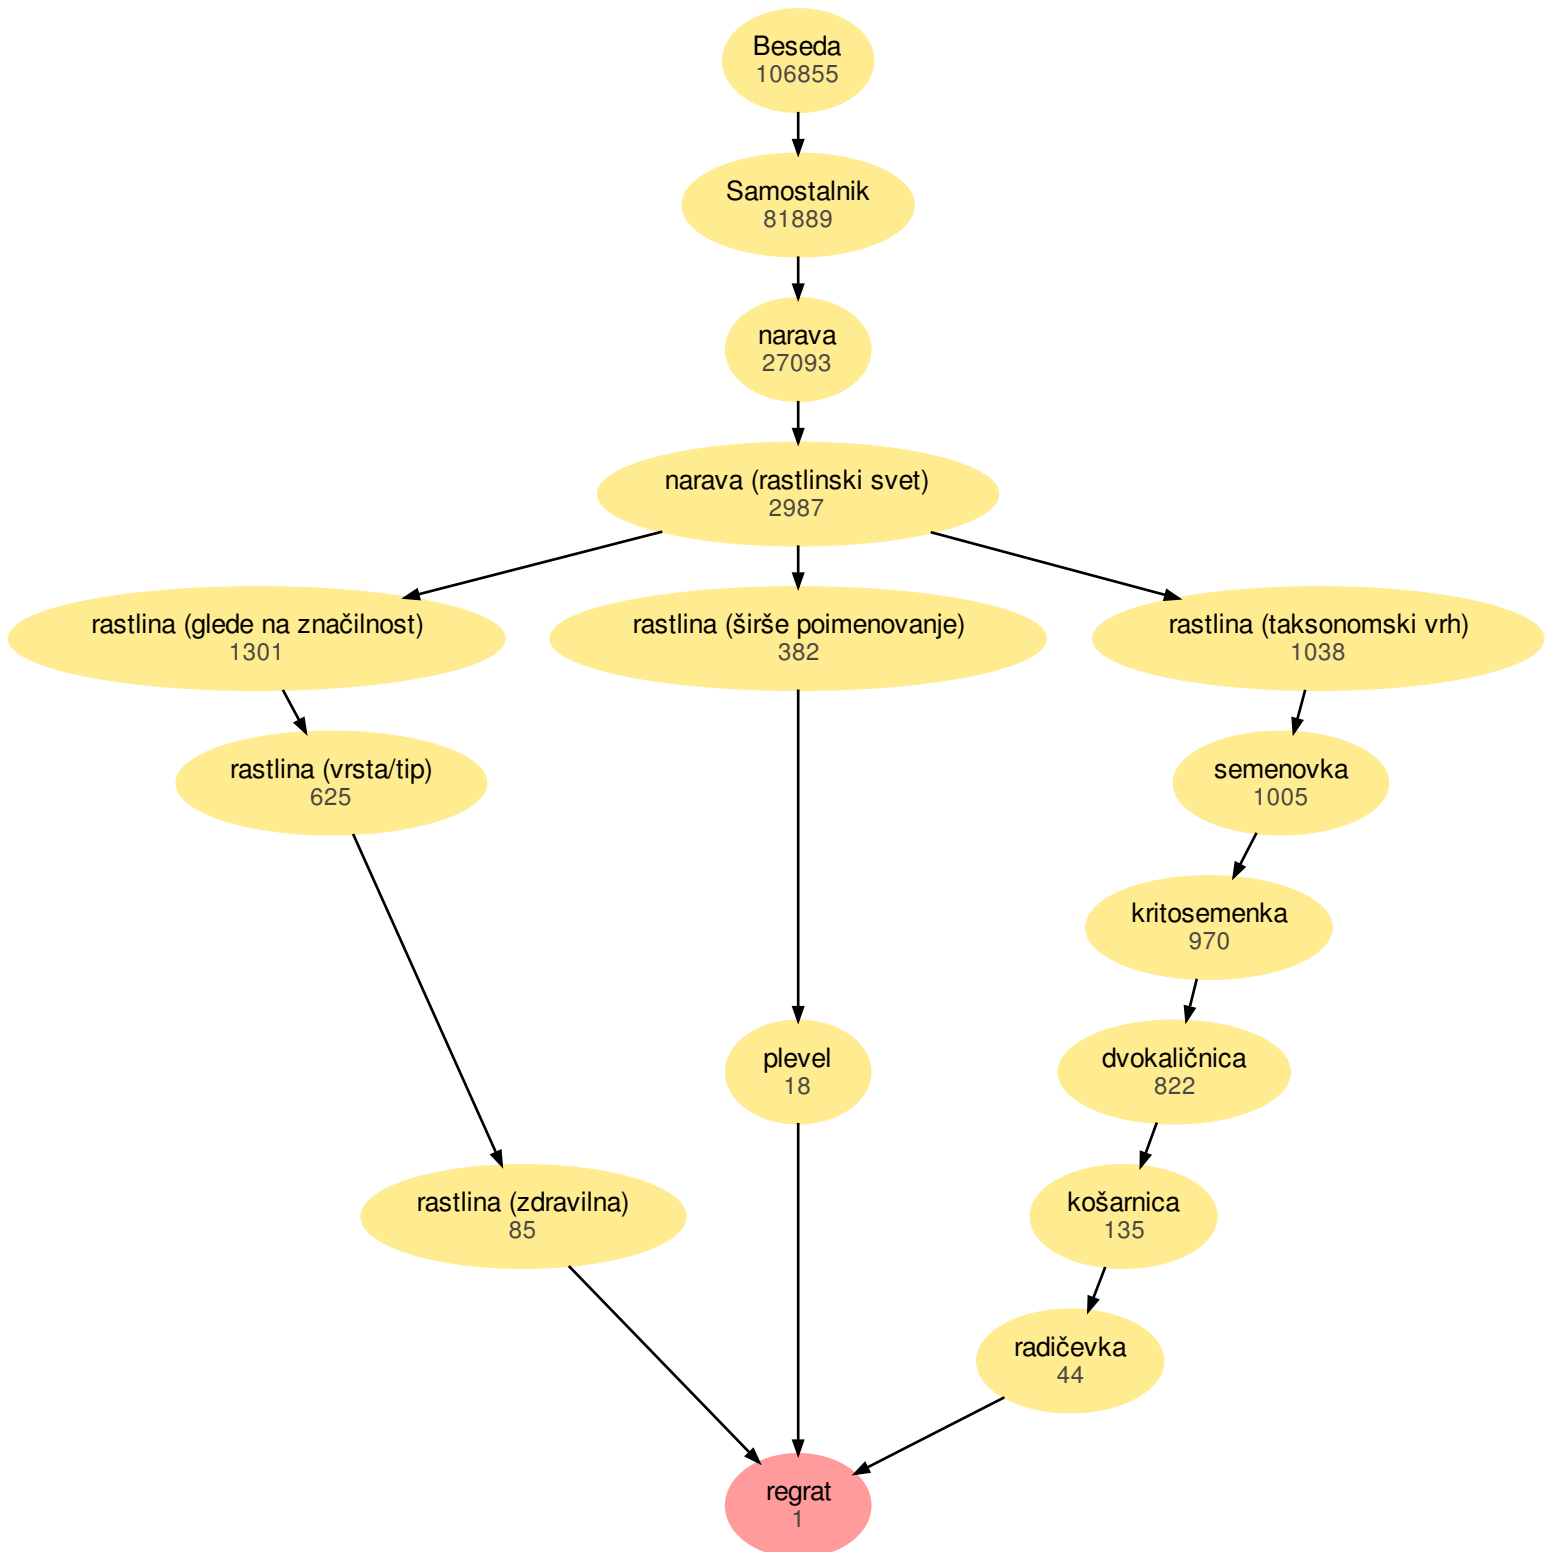 Beseda
106855
Samostalnik
81889
narava
27093
narava (rastlinski svet)
2987
rastlina (glede na značilnost)
1301
rastlina (širše poimenovanje)
382
rastlina (taksonomski vrh)
1038
rastlina (vrsta/tip)
625
semenovka
1005
kritosemenka
970
plevel
18
dvokaličnica
822
rastlina (zdravilna)
85
košarnica
135
radičevka
44
regrat
1